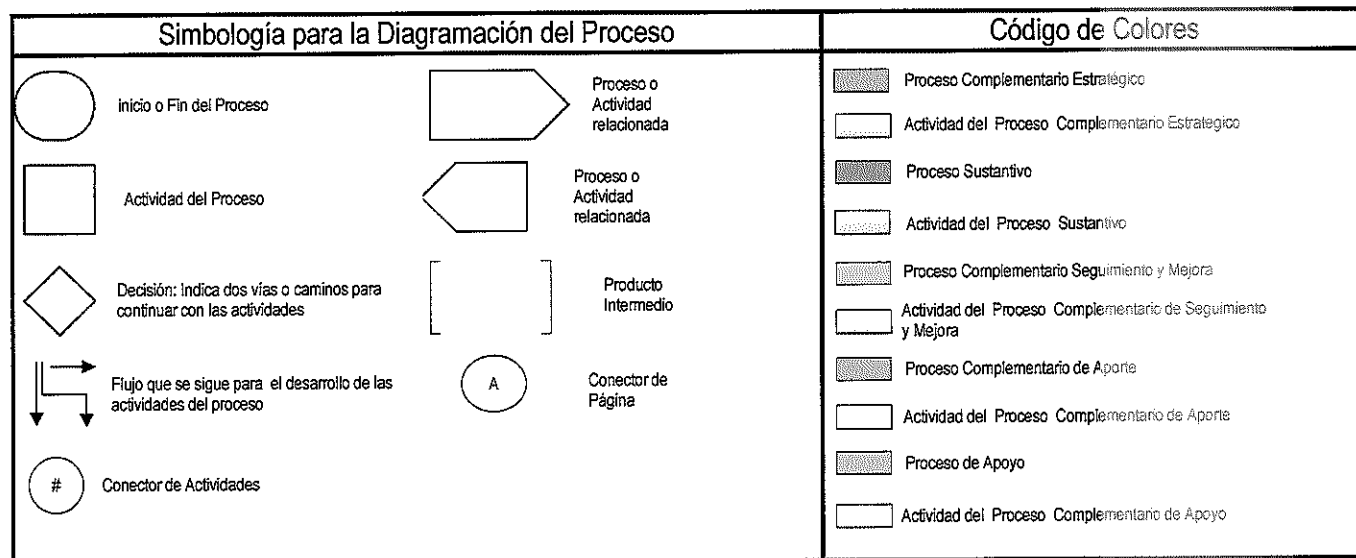 Simbología para la Diagramación del Proceso
inicio o Fin del Proceso
Proceso o
Actividad
relacionada
Actividad del Proceso
Proceso o
Actividad
relacionada
Decisión: Indica dos vías o caminos para
continuar con las actividades
Producto
Intermedio
Flujo que se sigue para el desarrollo de las
actividades del proceso
A
Conector de
Página
#
Conector de Actividades
Código de Colores
Proceso Complementario Estratégico
Actividad del Proceso Complementario Estrategico
Proceso Sustantivo
Actividad del Proceso Sustantivo
Proceso Complementario Seguimiento y Mejora
Actividad del Proceso Complementario de Seguimiento
y Mejora
Proceso Complementario de Aporte
Actividad del Proceso Complementario de Aporte
Proceso de Apoyo
Actividad del Proceso Complementario de Apoyo